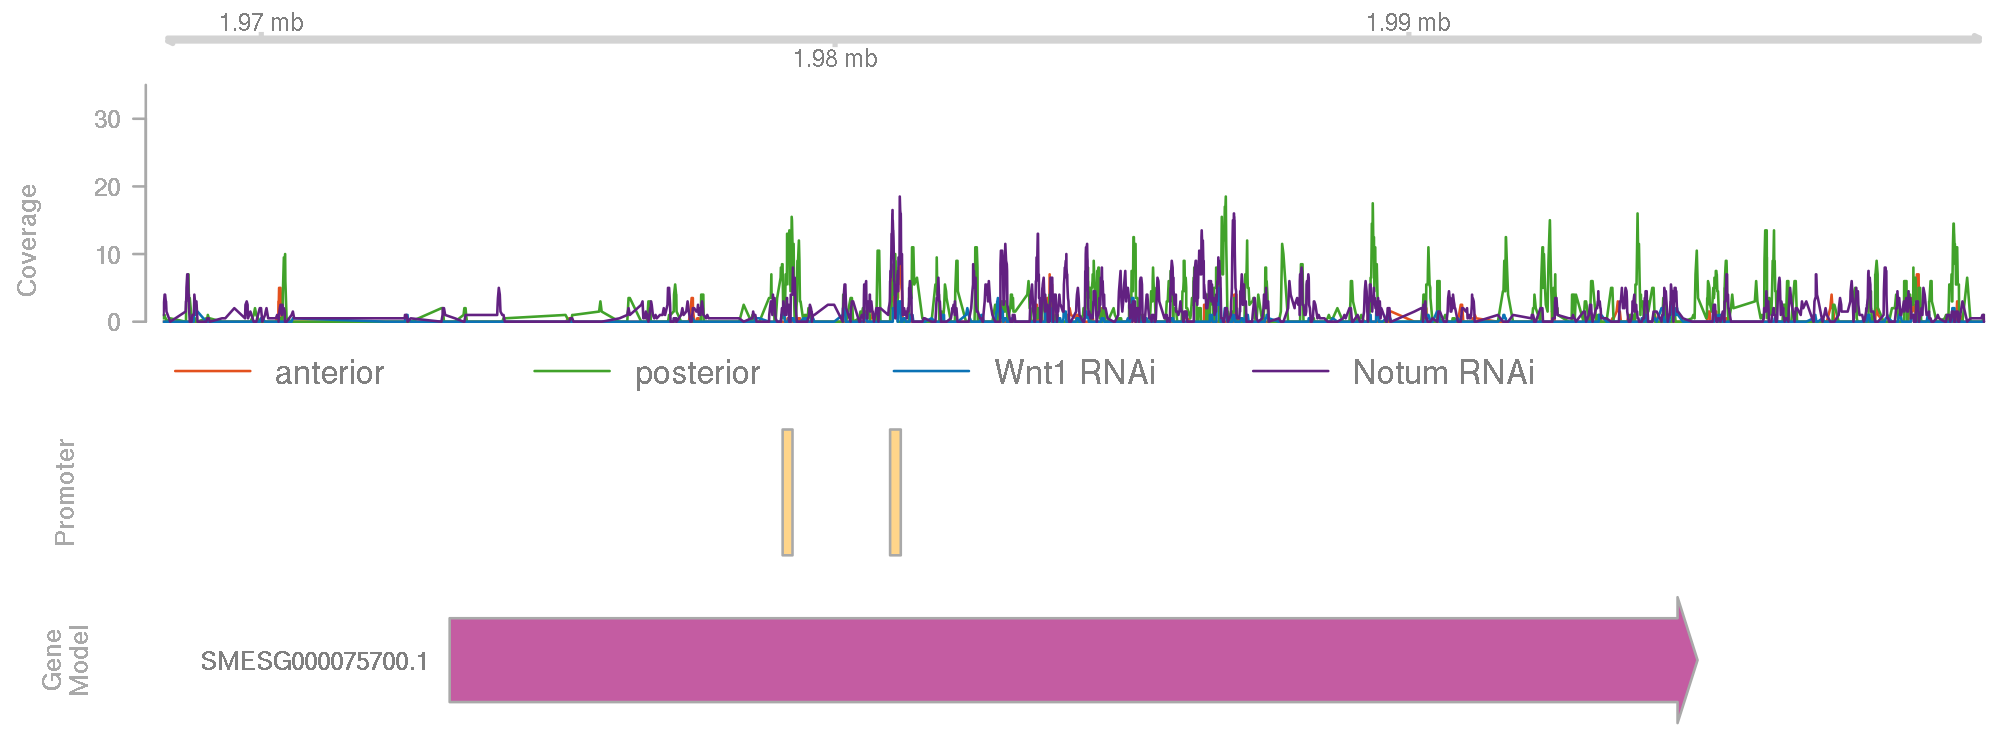 1.97 mb
1.99 mb
1.98 mb
Coverage
30
20
10
0
anterior
posterior
Wnt1 RNAi
Notum RNAi
Promoter
0
Gene
Model
SMESG000075700.1